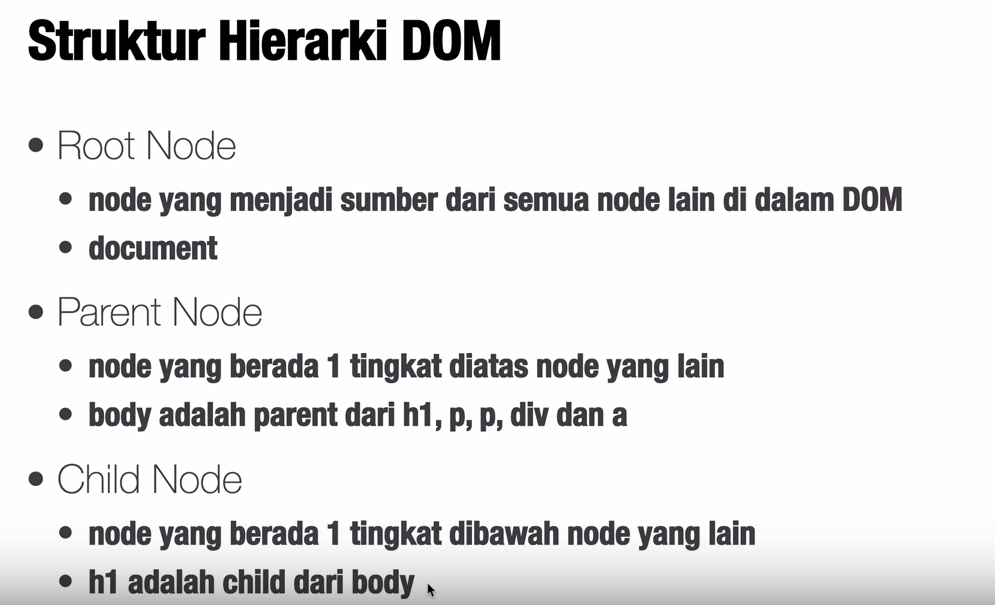 Struktur Hierarki DOM
• Root Node
• node yang menjadi sumber dari semua node lain di dalam DOM
• document
• Parent Node
• node yang berada 1 tingkat diatas node yang lain
• body adalah parent dari h1, p, p, div dan a
• Child Node
• node yang berada 1 tingkat dibawah node yang lain
• h1 adalah child dari body